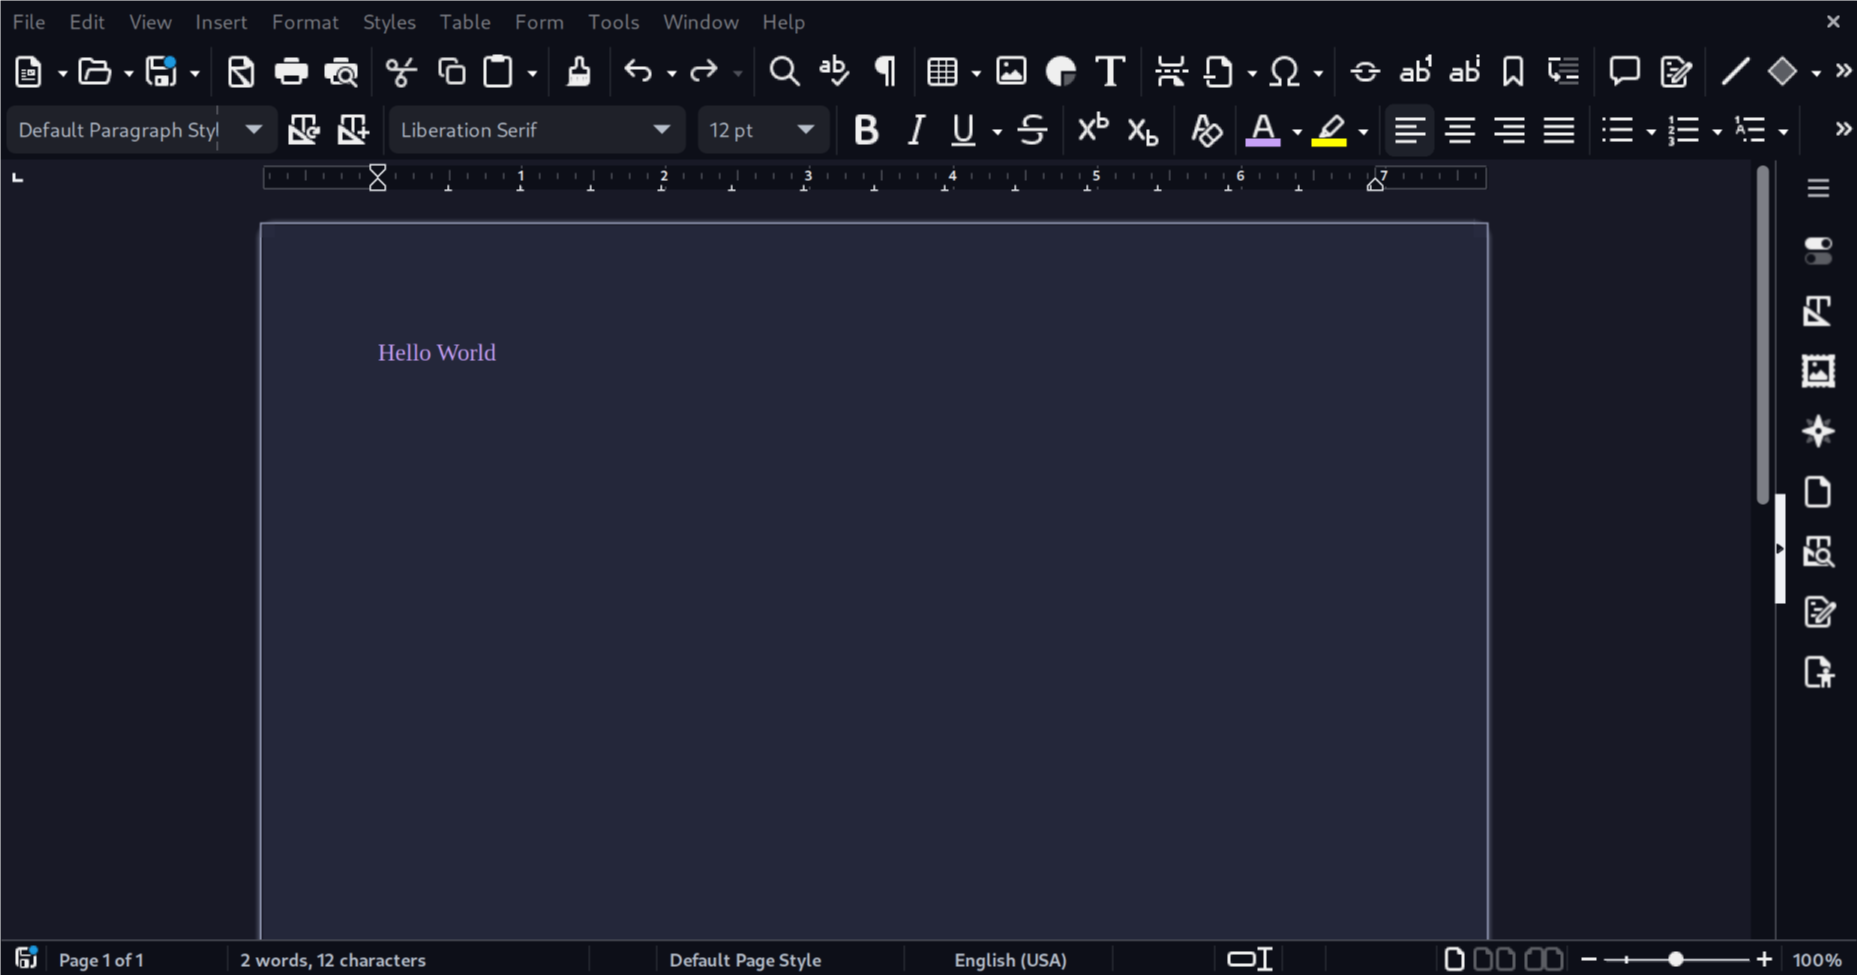 File Edit View Insert Format Styles Table Form Tools Window Help
Default Paragraph Styl Liberation Serif 12 pt
1 2 3 4 5 6 7
Hello World
Page 1 of 1 2 words, 12 characters Default Page Style English (USA) 100%